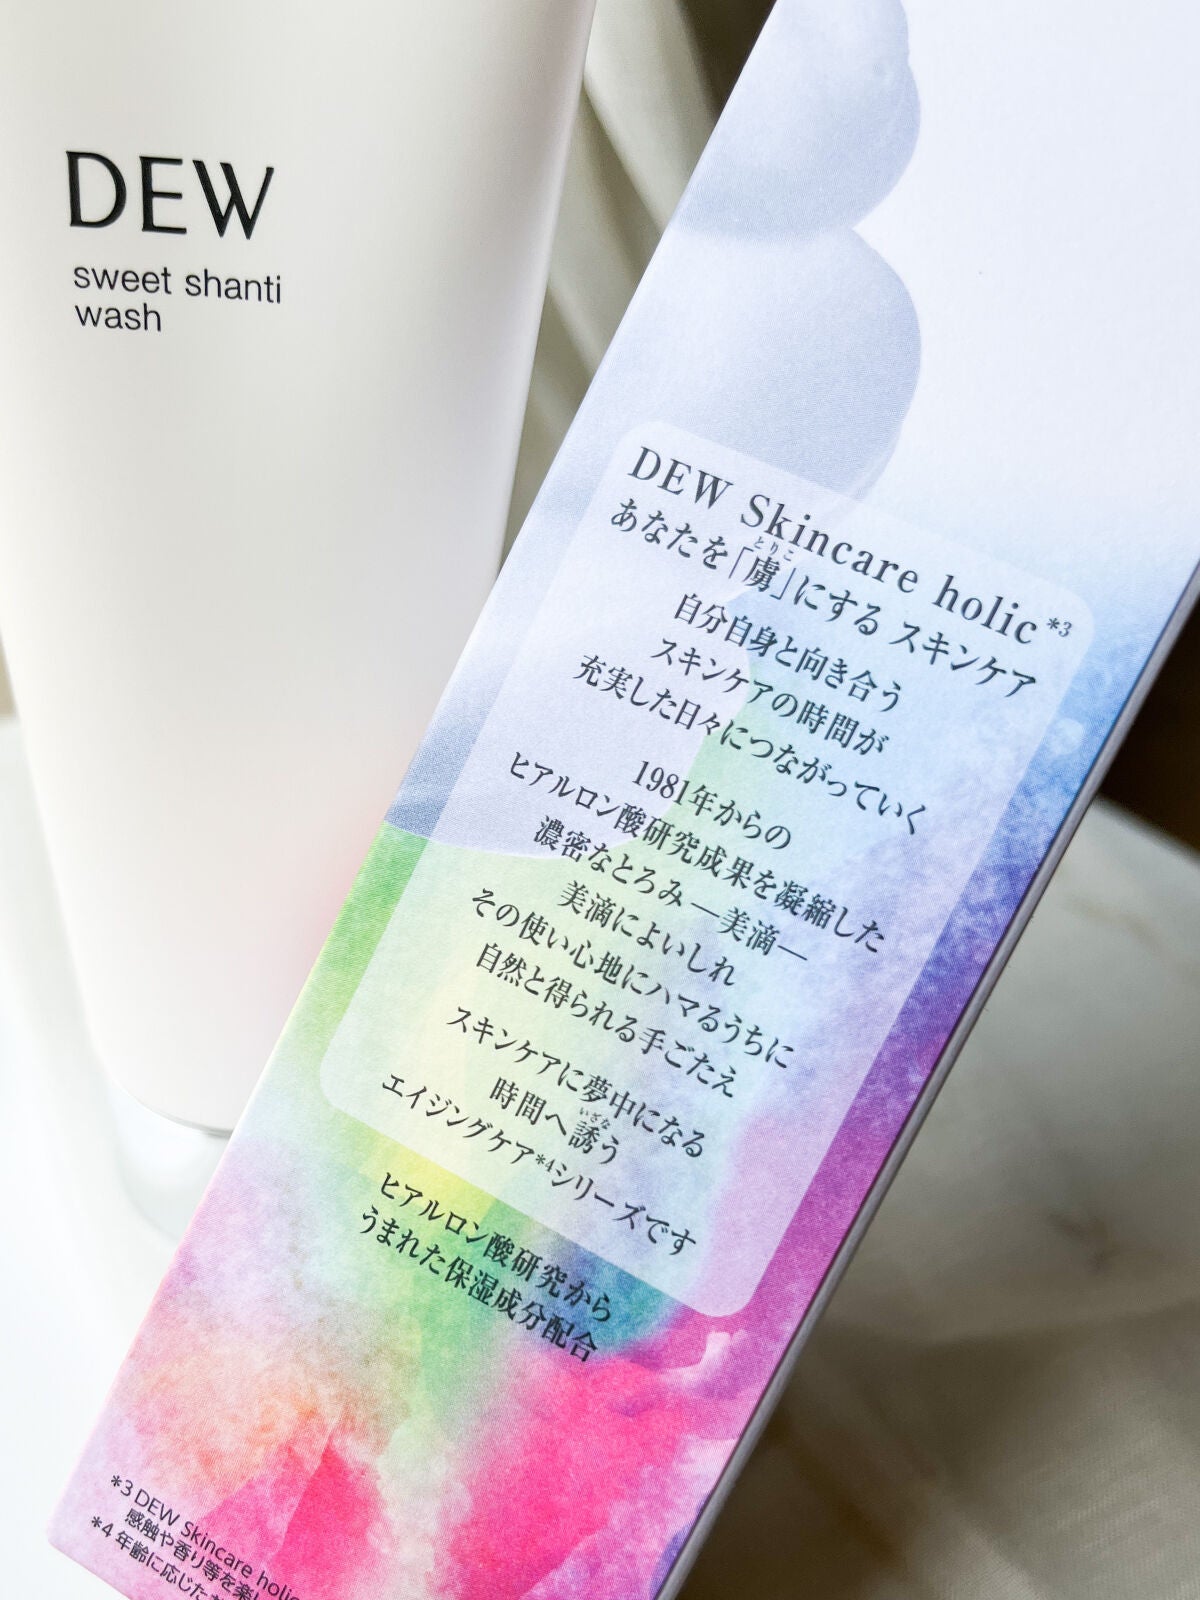 DEW
sweet shanti
wash
DEW Skincare holic*3
あなたを「虜」にする スキンケア
とりこ
自分自身と向き合う
スキンケアの時間が
充実した日々につながっていく
1981年からの
ヒアルロン酸研究成果を凝縮した
濃密なとろみ ―美滴―
美滴によいしれ
その使い心地にハマるうちに
自然と得られる手ごたえ
スキンケアに夢中になる
時間へ誘う
いざな
エイジングケア*4シリーズです
ヒアルロン酸研究から
うまれた保湿成分配合
*3 DEW Skincare holic
感触や香り等を楽し
*4 年齢に応じた